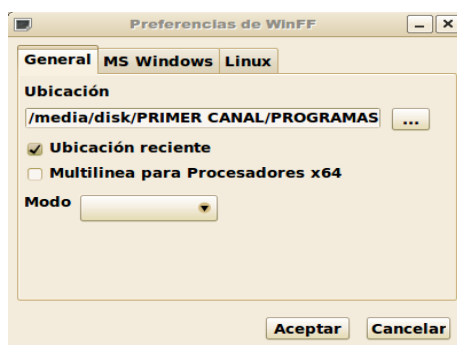 Preferencias de WinFF
General MS Windows Linux
Ubicación
/media/disk/PRIMER CANAL/PROGRAMAS ...
Ubicación reciente
Multilinea para Procesadores x64
Modo
Aceptar Cancelar